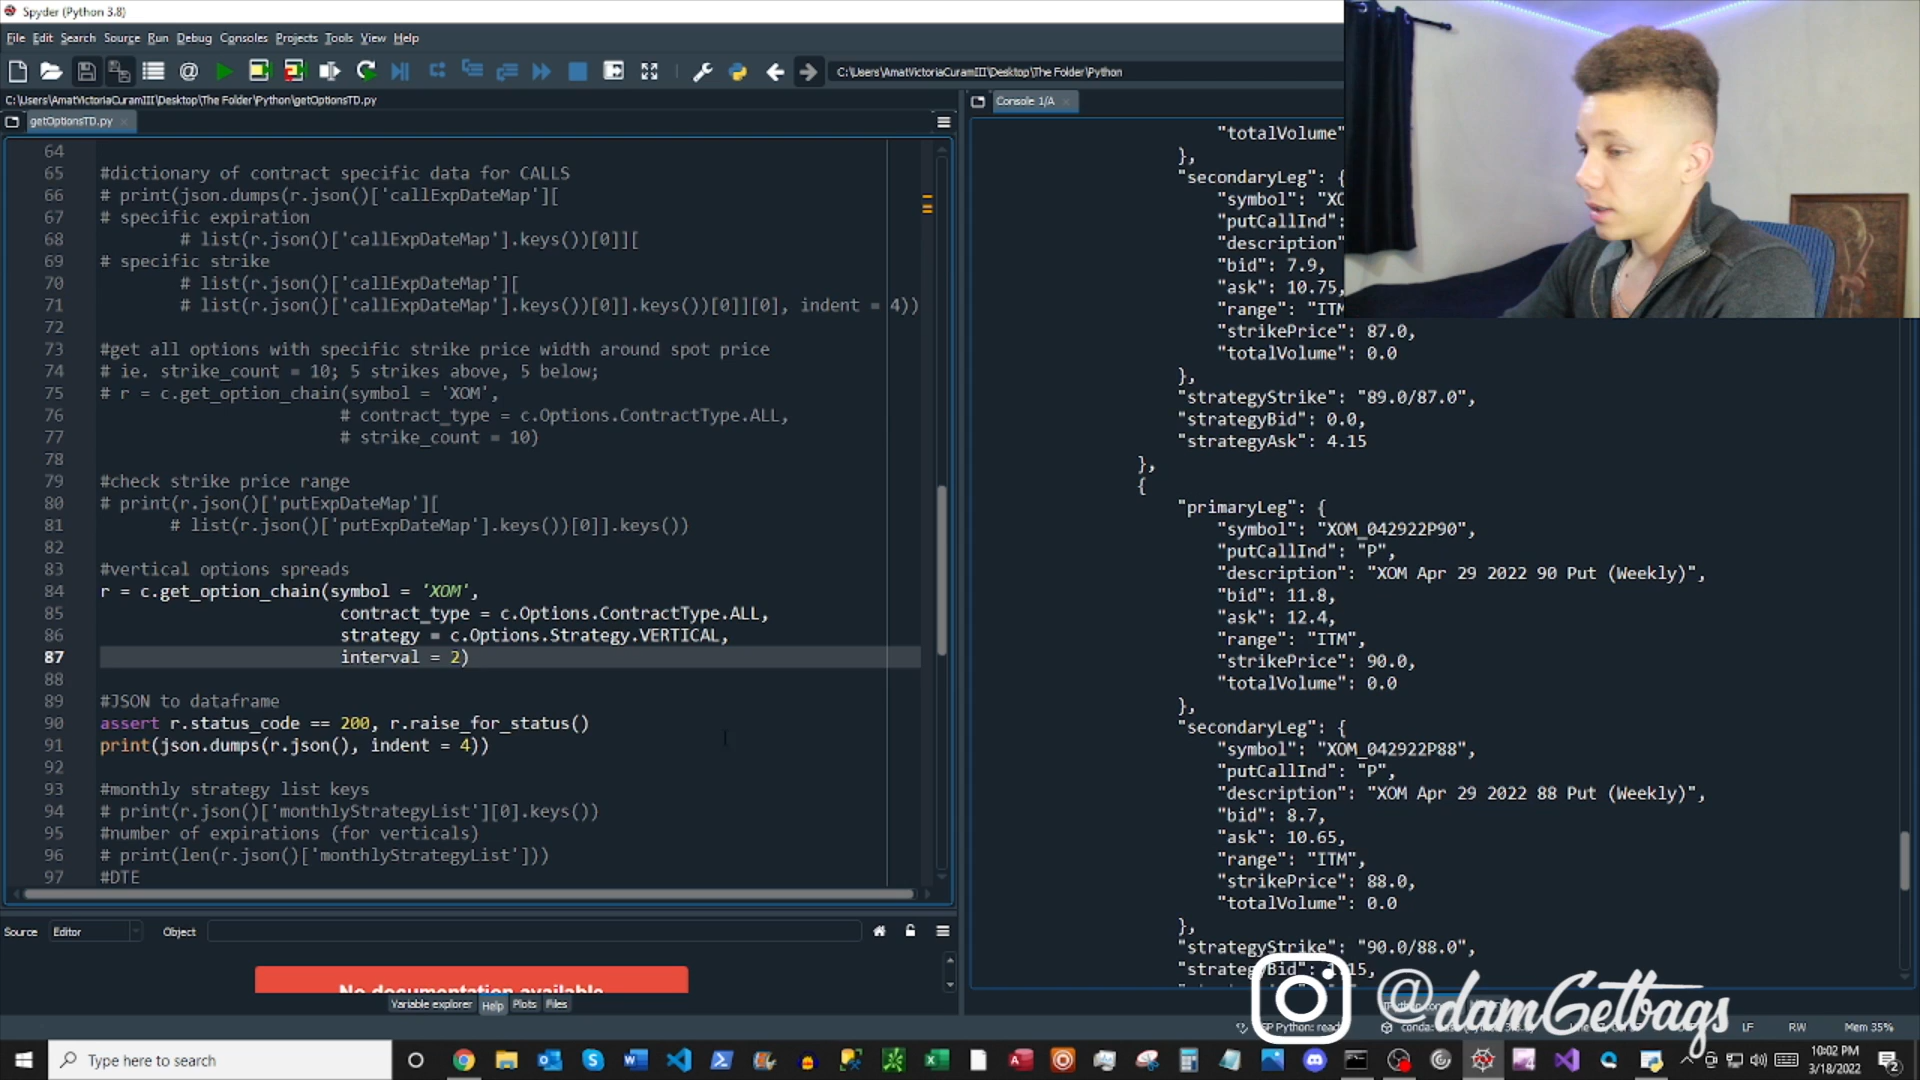 Spyder (Python 3.8)
File Edit Search Source Run Debug Consoles Projects Tools View Help
C:\Users\AmatVictoriaCuramIII\Desktop\The Folder\Python
C:\Users\AmatVictoriaCuramIII\Desktop\The Folder\Python\getOptionsTD.py
getOptionsTD.py
64
65 #dictionary of contract specific data for CALLS
66 # print(json.dumps(r.json()['callExpDateMap'][
67 # specific expiration
68 # list(r.json()['callExpDateMap'].keys())[0]][
69 # specific strike
70 # list(r.json()['callExpDateMap'][
71 # list(r.json()['callExpDateMap'].keys())[0]].keys())[0]][0], indent = 4))
72
73 #get all options with specific strike price width around spot price
74 # ie. strike_count = 10; 5 strikes above, 5 below;
75 # r = c.get_option_chain(symbol = 'XOM',
76 # contract_type = c.Options.ContractType.ALL,
77 # strike_count = 10)
78
79 #check strike price range
80 # print(r.json()['putExpDateMap'][
81 # list(r.json()['putExpDateMap'].keys())[0]].keys())
82
83 #vertical options spreads
84 r = c.get_option_chain(symbol = 'XOM',
85 contract_type = c.Options.ContractType.ALL,
86 strategy = c.Options.Strategy.VERTICAL,
87 interval = 2)
88
89 #JSON to dataframe
90 assert r.status_code == 200, r.raise_for_status()
91 print(json.dumps(r.json(), indent = 4))
92
93 #monthly strategy list keys
94 # print(r.json()['monthlyStrategyList'][0].keys())
95 #number of expirations (for verticals)
96 # print(len(r.json()['monthlyStrategyList']))
97 #DTE
Source Editor Object
No documentation available
Variable explorer Help Plots Files
Console 1/A
"totalVolume"
},
"secondaryLeg": {
"symbol": "XO
"putCallInd":
"description"
"bid": 7.9,
"ask": 10.75,
"range": "ITM
"strikePrice": 87.0,
"totalVolume": 0.0
},
"strategyStrike": "89.0/87.0",
"strategyBid": 0.0,
"strategyAsk": 4.15
},
{
"primaryLeg": {
"symbol": "XOM_042922P90",
"putCallInd": "P",
"description": "XOM Apr 29 2022 90 Put (Weekly)",
"bid": 11.8,
"ask": 12.4,
"range": "ITM",
"strikePrice": 90.0,
"totalVolume": 0.0
},
"secondaryLeg": {
"symbol": "XOM_042922P88",
"putCallInd": "P",
"description": "XOM Apr 29 2022 88 Put (Weekly)",
"bid": 8.7,
"ask": 10.65,
"range": "ITM",
"strikePrice": 88.0,
"totalVolume": 0.0
},
"strategyStrike": "90.0/88.0",
"strategyBid": 1.15,
@damGetbags
LF RW Mem 35%
Type here to search
10:02 PM
3/18/2022
2